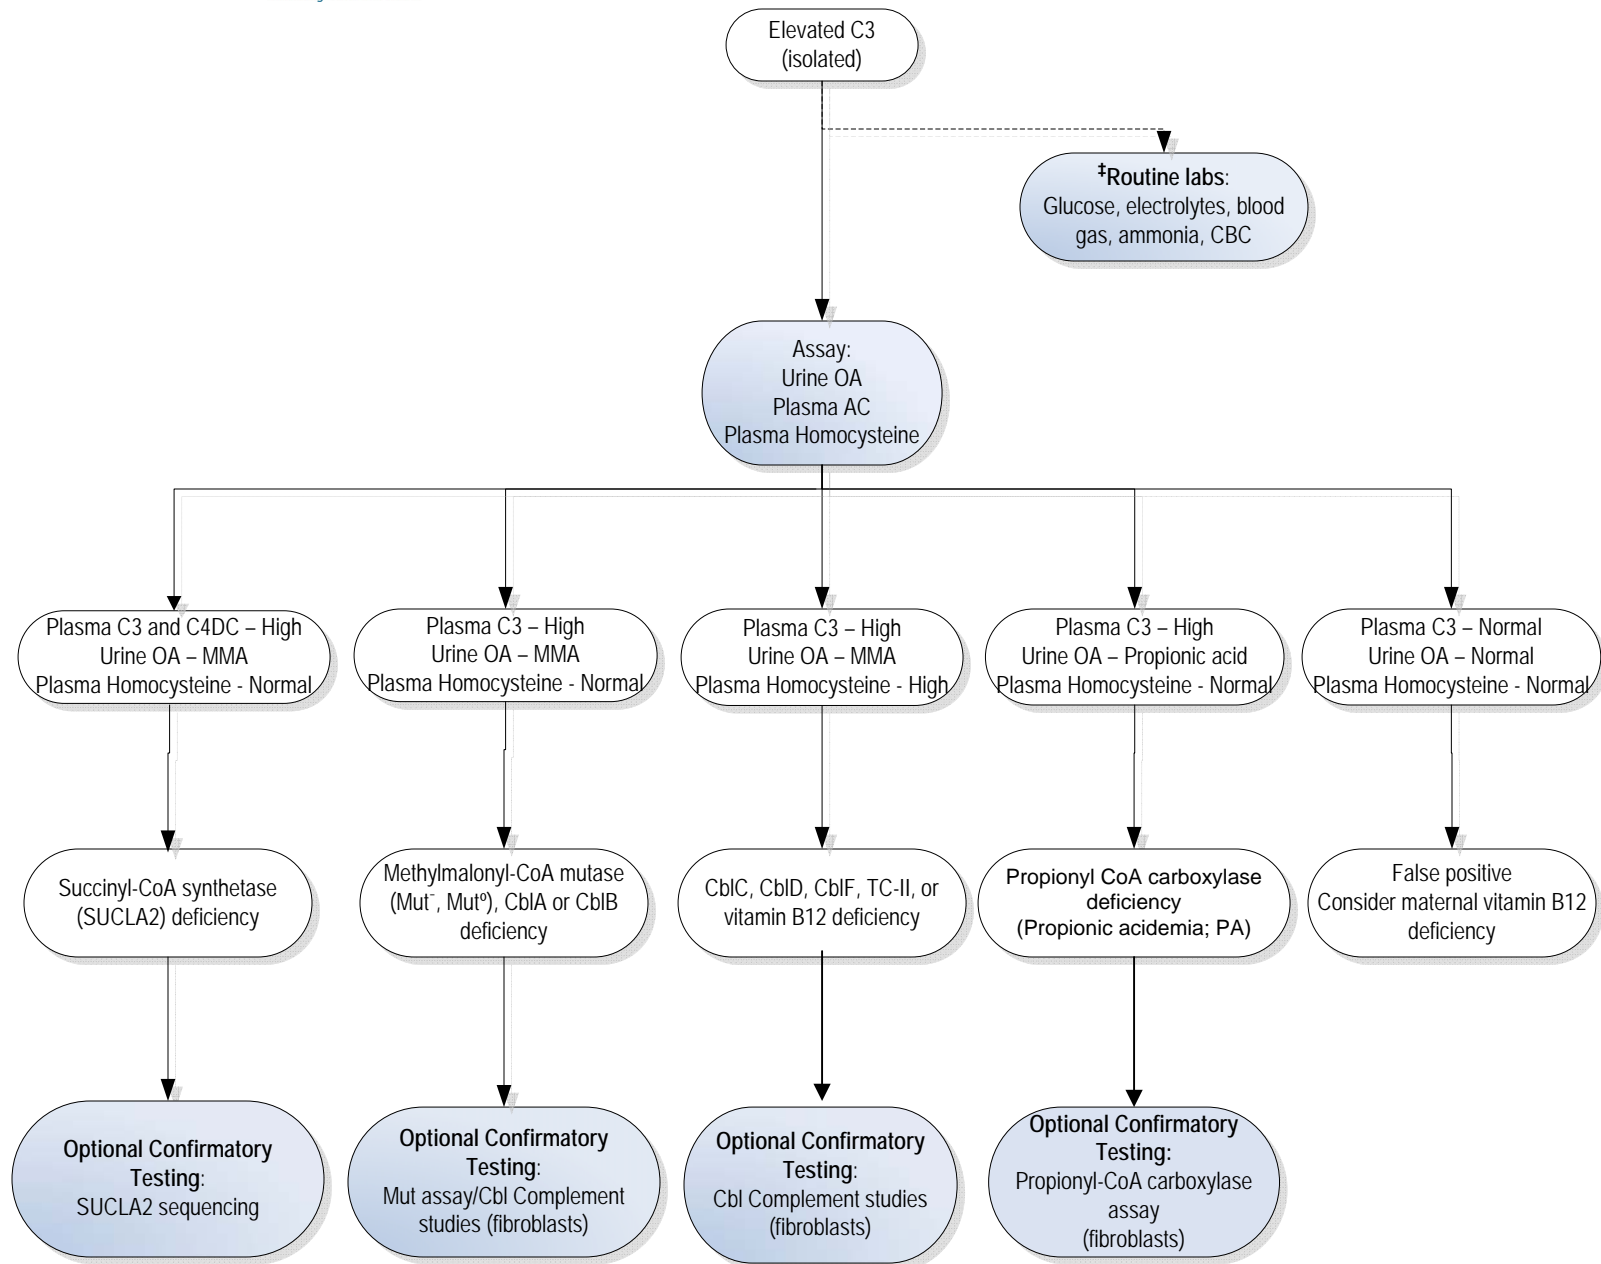 Elevated C3
(isolated)
‡Routine labs:
Glucose, electrolytes, blood
gas, ammonia, CBC
Assay:
Urine OA
Plasma AC
Plasma Homocysteine
Plasma C3 and C4DC – High
Urine OA – MMA
Plasma Homocysteine - Normal
Plasma C3 – High
Urine OA – MMA
Plasma Homocysteine - Normal
Plasma C3 – High
Urine OA – MMA
Plasma Homocysteine - High
Plasma C3 – High
Urine OA – Propionic acid
Plasma Homocysteine - Normal
Plasma C3 – Normal
Urine OA – Normal
Plasma Homocysteine - Normal
Succinyl-CoA synthetase
(SUCLA2) deficiency
Methylmalonyl-CoA mutase
(Mut⁻, Mutº), CblA or CblB
deficiency
CblC, CblD, CblF, TC-II, or
vitamin B12 deficiency
Propionyl CoA carboxylase
deficiency
(Propionic acidemia; PA)
False positive
Consider maternal vitamin B12
deficiency
Optional Confirmatory
Testing:
SUCLA2 sequencing
Optional Confirmatory
Testing:
Mut assay/Cbl Complement
studies (fibroblasts)
Optional Confirmatory
Testing:
Cbl Complement studies
(fibroblasts)
Optional Confirmatory
Testing:
Propionyl-CoA carboxylase
assay
(fibroblasts)